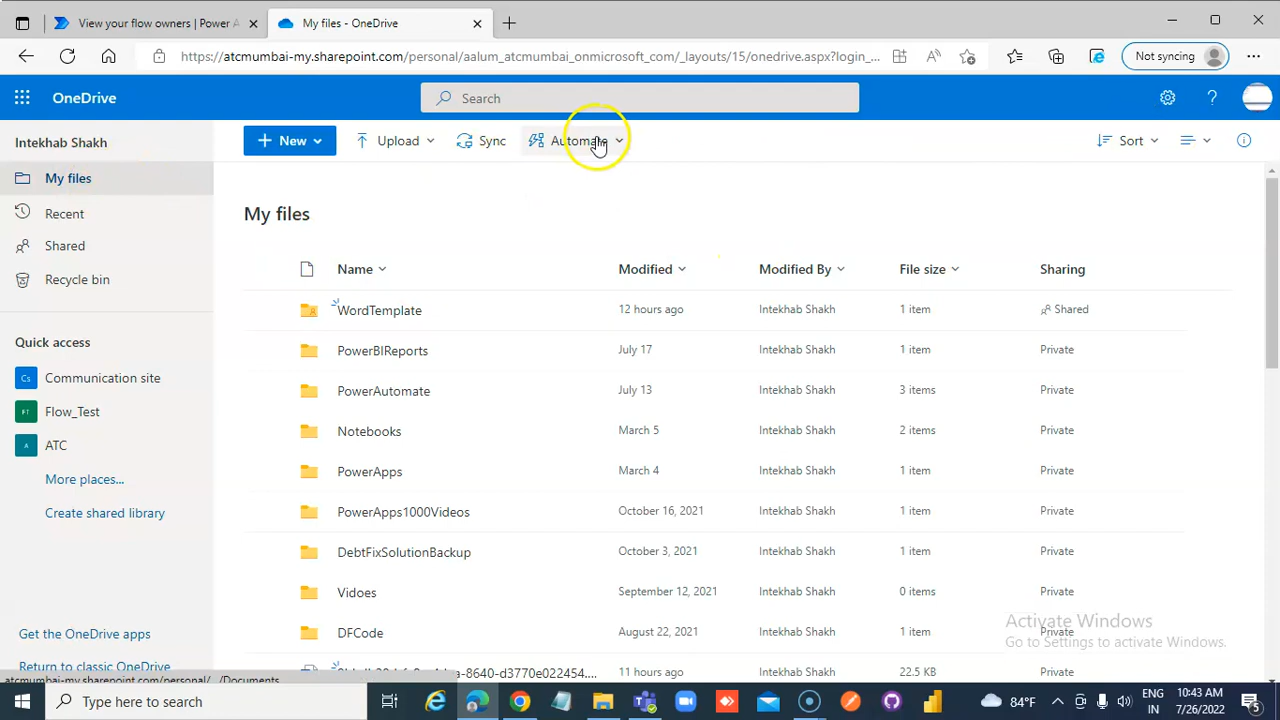 View your flow owners | Power A
My files - OneDrive
https://atcmumbai-my.sharepoint.com/personal/aalum_atcmumbai_onmicrosoft_com/_layouts/15/onedrive.aspx?login_...
Not syncing
OneDrive
Search
Intekhab Shakh
New
Upload
Sync
Automate
Sort
My files
Recent
Shared
Recycle bin
Quick access
Cs Communication site
FT Flow_Test
A ATC
More places...
Create shared library
Get the OneDrive apps
Return to classic OneDrive
My files
Name Modified Modified By File size Sharing
WordTemplate 12 hours ago Intekhab Shakh 1 item Shared
PowerBIReports July 17 Intekhab Shakh 1 item Private
PowerAutomate July 13 Intekhab Shakh 3 items Private
Notebooks March 5 Intekhab Shakh 2 items Private
PowerApps March 4 Intekhab Shakh 1 item Private
PowerApps1000Videos October 16, 2021 Intekhab Shakh 1 item Private
DebtFixSolutionBackup October 3, 2021 Intekhab Shakh 1 item Private
Vidoes September 12, 2021 Intekhab Shakh 0 items Private
DFCode August 22, 2021 Intekhab Shakh 1 item Private
11 hours ago Intekhab Shakh 22.5 KB Private
Activate Windows
Go to Settings to activate Windows.
Type here to search
84°F
ENG
IN
10:43 AM
7/26/2022
5